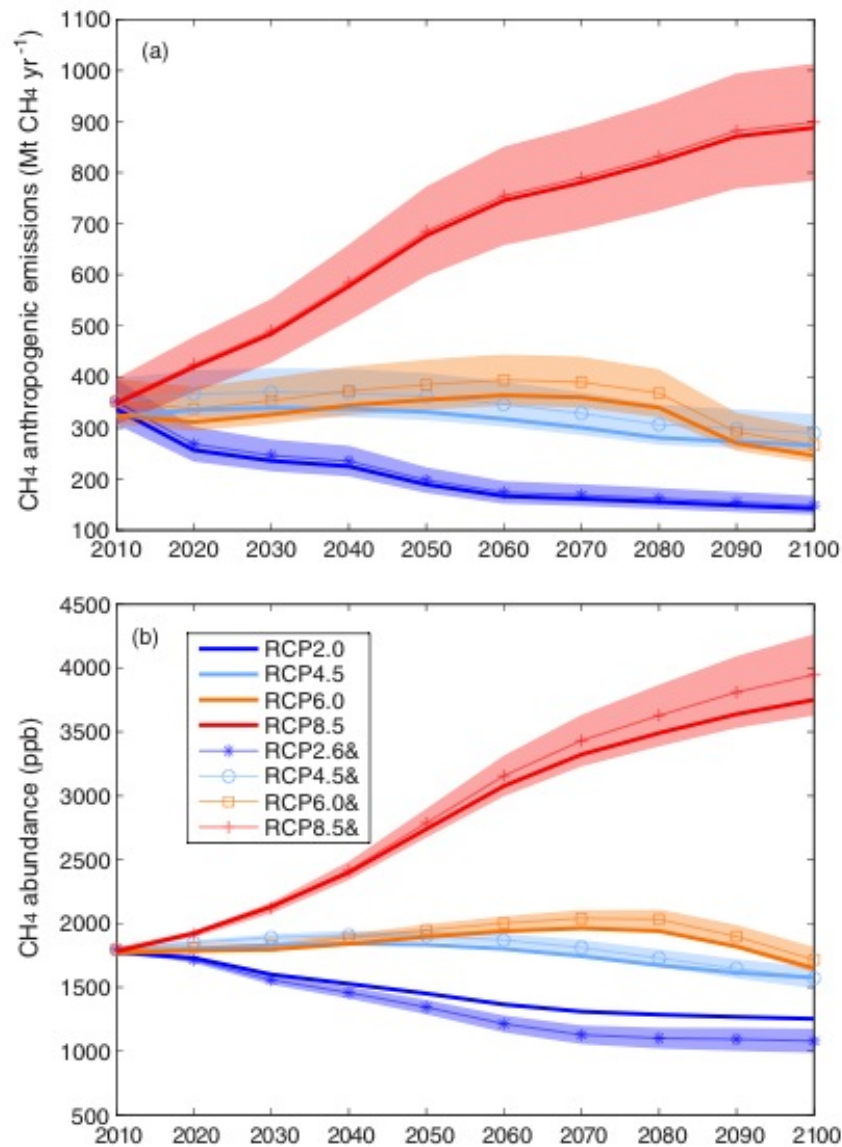 1100
1000
900
800
700
600
500
400
300
200
100
CH4 anthropogenic emissions (Mt CH4 yr-1)
(a)
2010 2020 2030 2040 2050 2060 2070 2080 2090 2100
4500
4000
3500
3000
2500
2000
1500
1000
500
CH4 abundance (ppb)
(b)
RCP2.0
RCP4.5
RCP6.0
RCP8.5
RCP2.6&
RCP4.5&
RCP6.0&
RCP8.5&
2010 2020 2030 2040 2050 2060 2070 2080 2090 2100